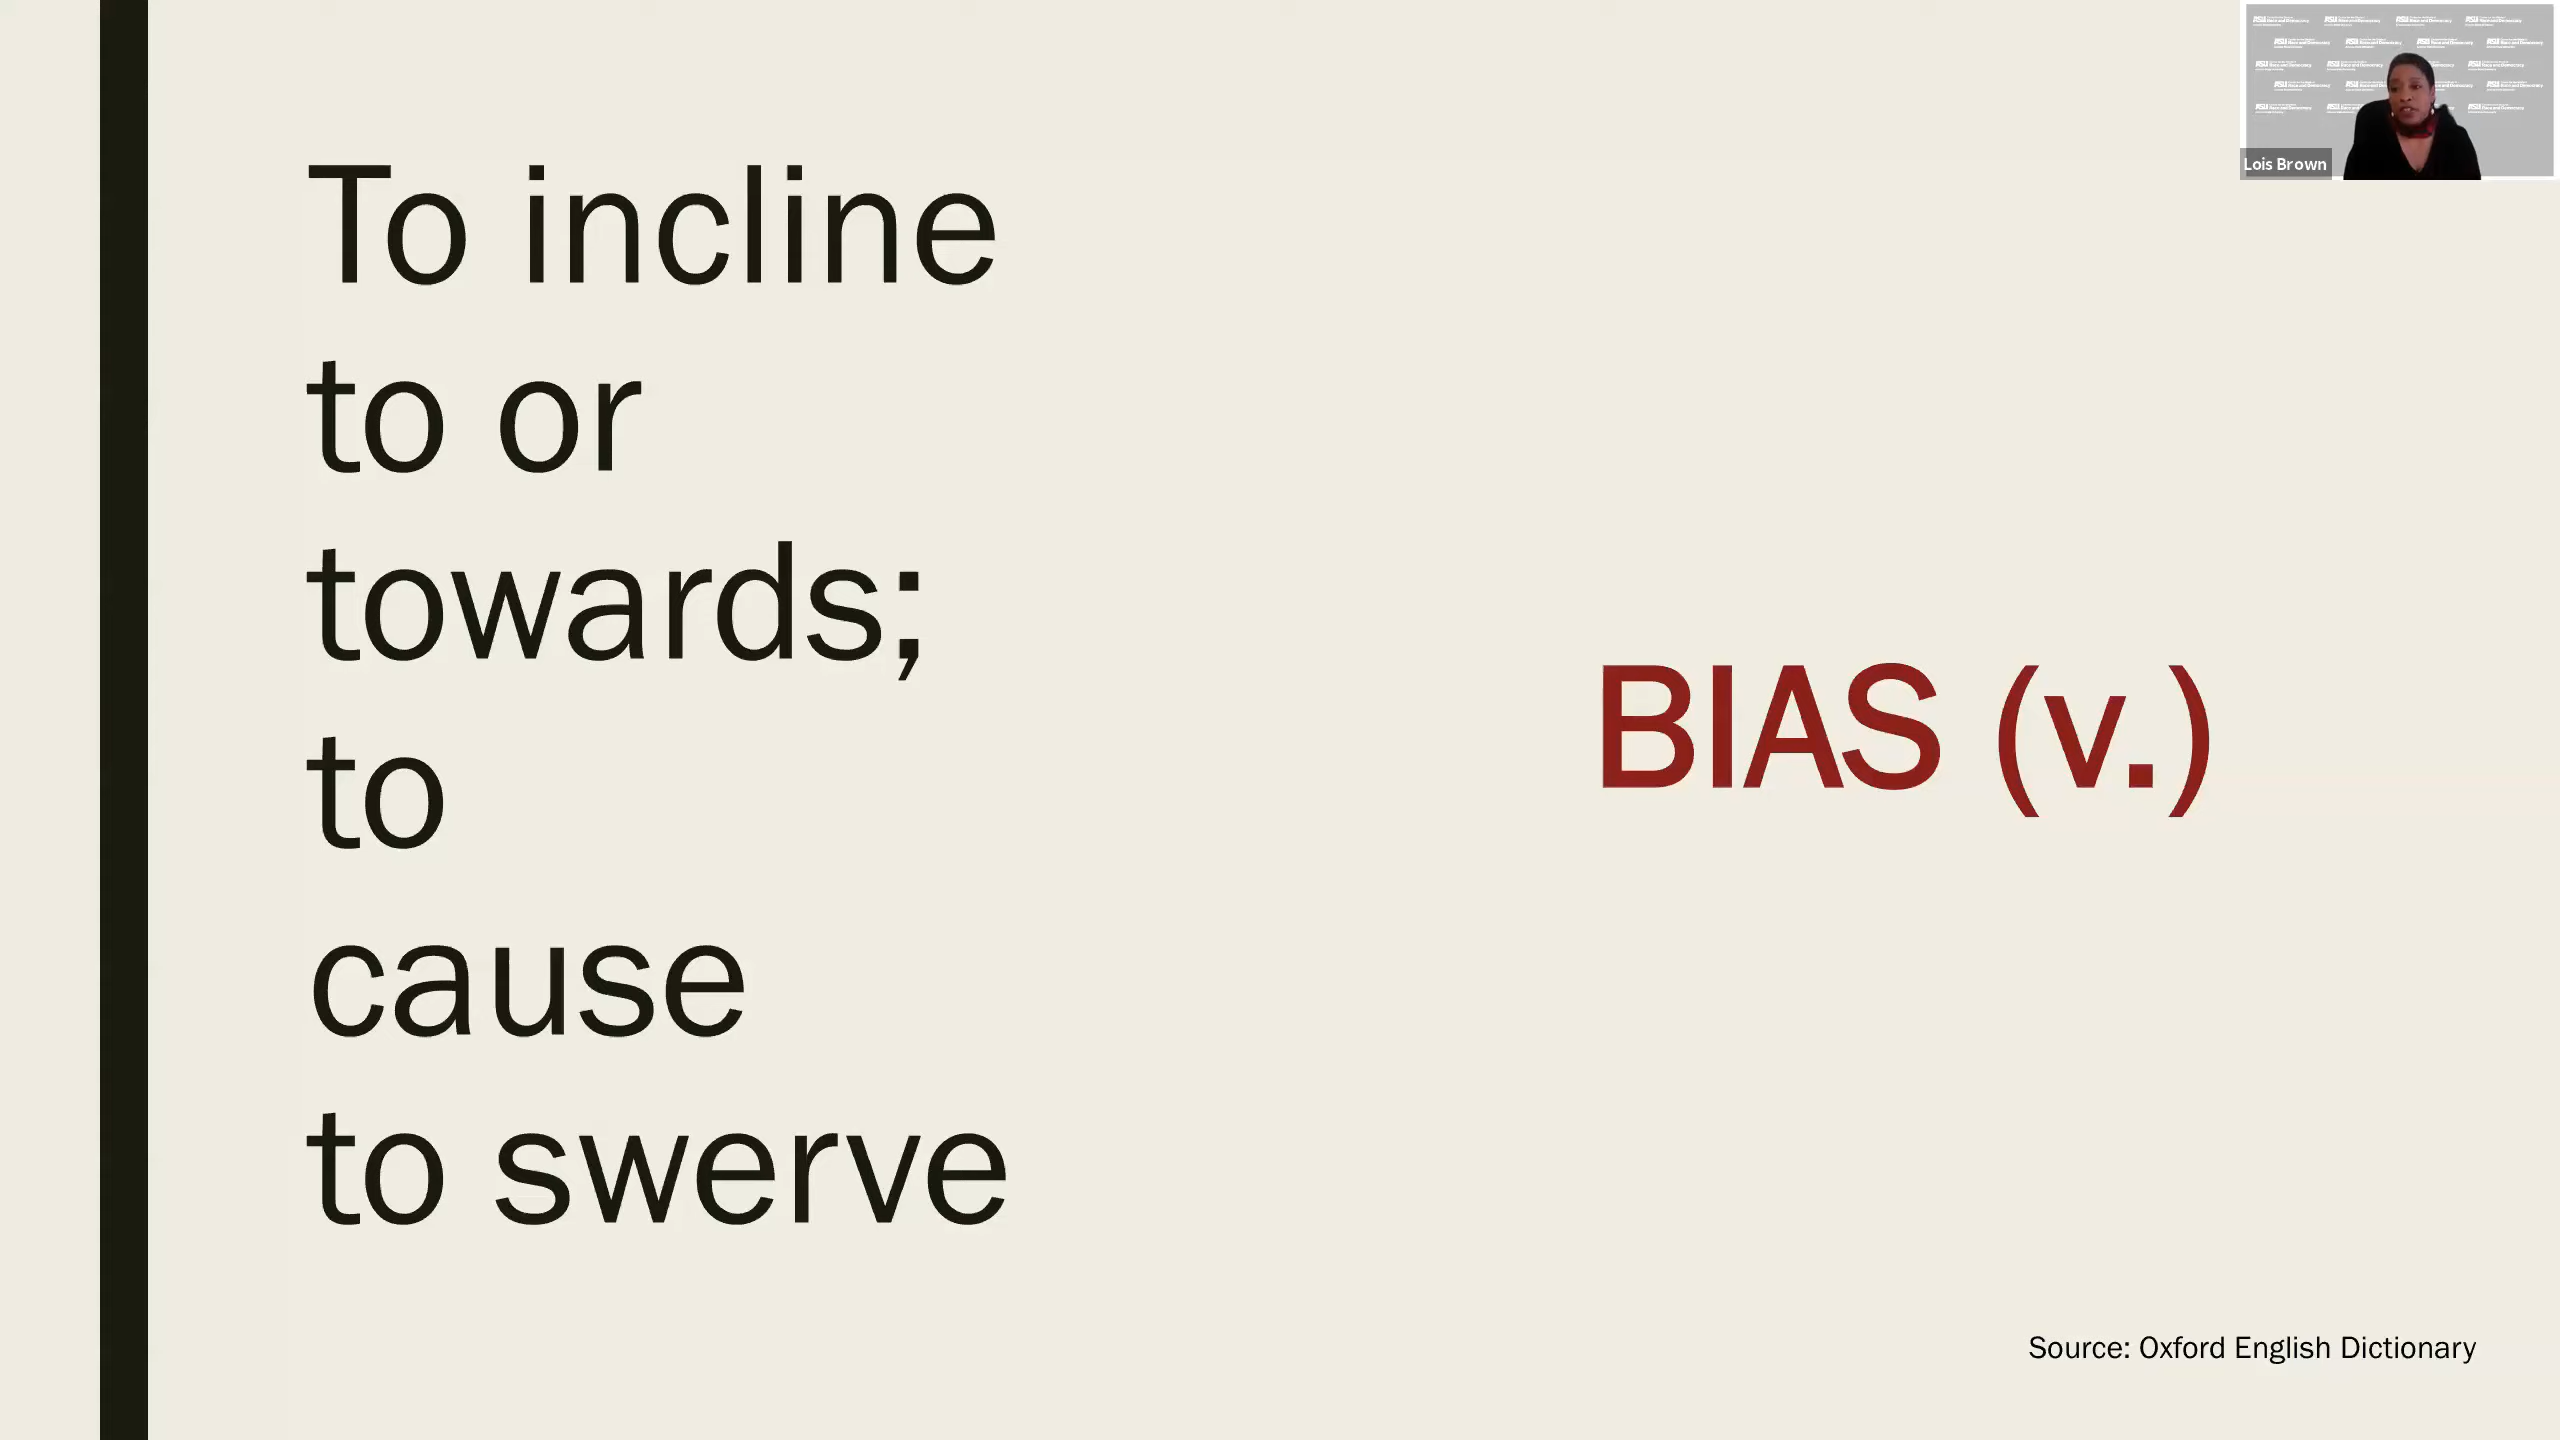 To incline
to or
towards;
to
cause
to swerve
BIAS (v.)
Source: Oxford English Dictionary
Lois Brown